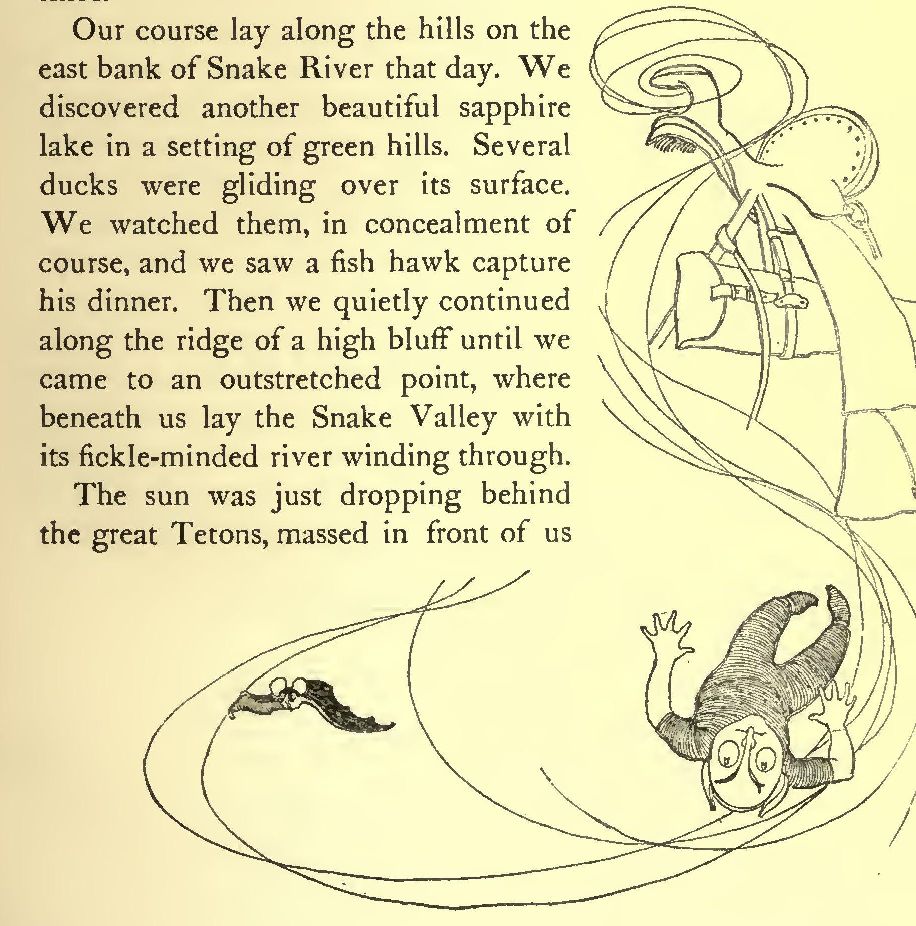 Our course lay along the hills on the
east bank of Snake River that day. We
discovered another beautiful sapphire
lake in a setting of green hills. Several
ducks were gliding over its surface.
We watched them, in concealment of
course, and we saw a fish hawk capture
his dinner. Then we quietly continued
along the ridge of a high bluff until we
came to an outstretched point, where
beneath us lay the Snake Valley with
its fickle-minded river winding through.
The sun was just dropping behind
the great Tetons, massed in front of us